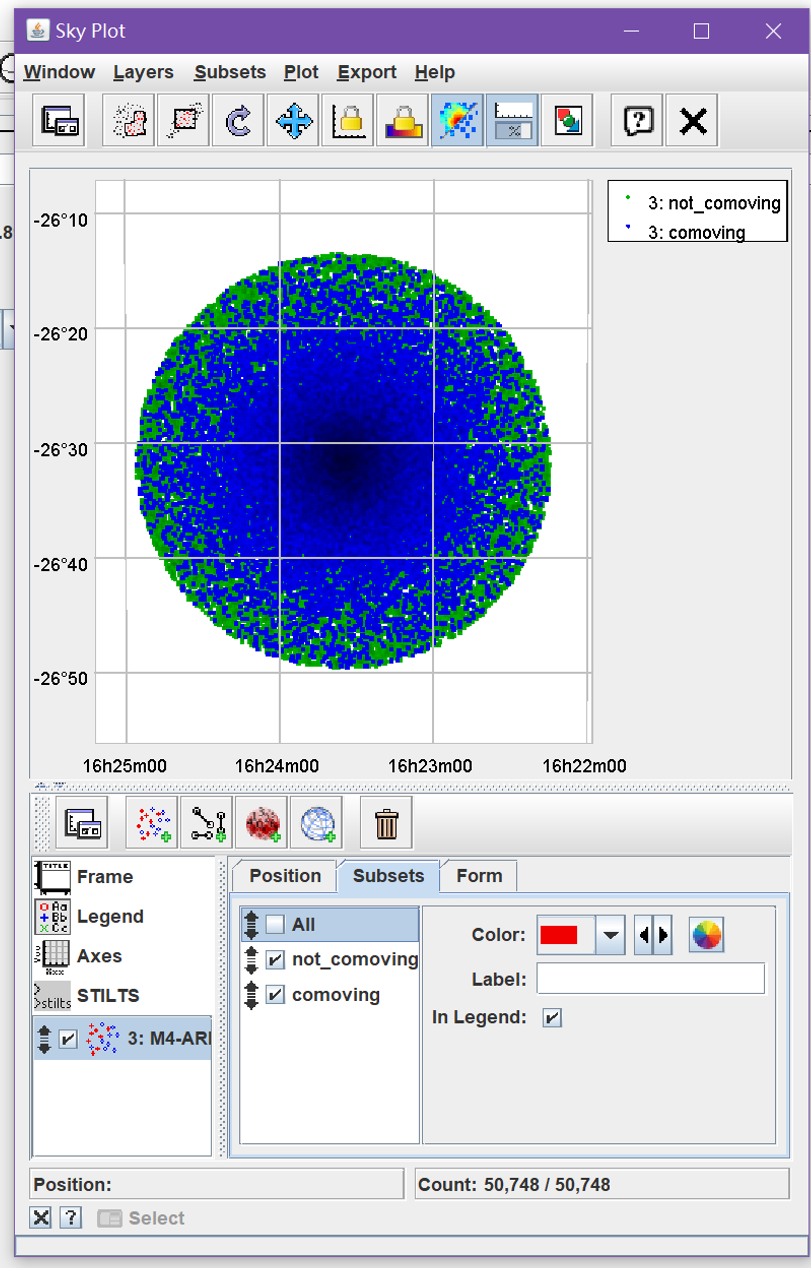 Sky Plot
Window Layers Subsets Plot Export Help
3: not_comoving
3: comoving
-26°10
-26°20
-26°30
-26°40
-26°50
16h25m00 16h24m00 16h23m00 16h22m00
.8
Frame
Legend
Axes
STILTS
3: M4-ARI
Position Subsets Form
All
not_comoving
comoving
Color:
Label:
In Legend:
Position:
Count: 50,748 / 50,748
Select